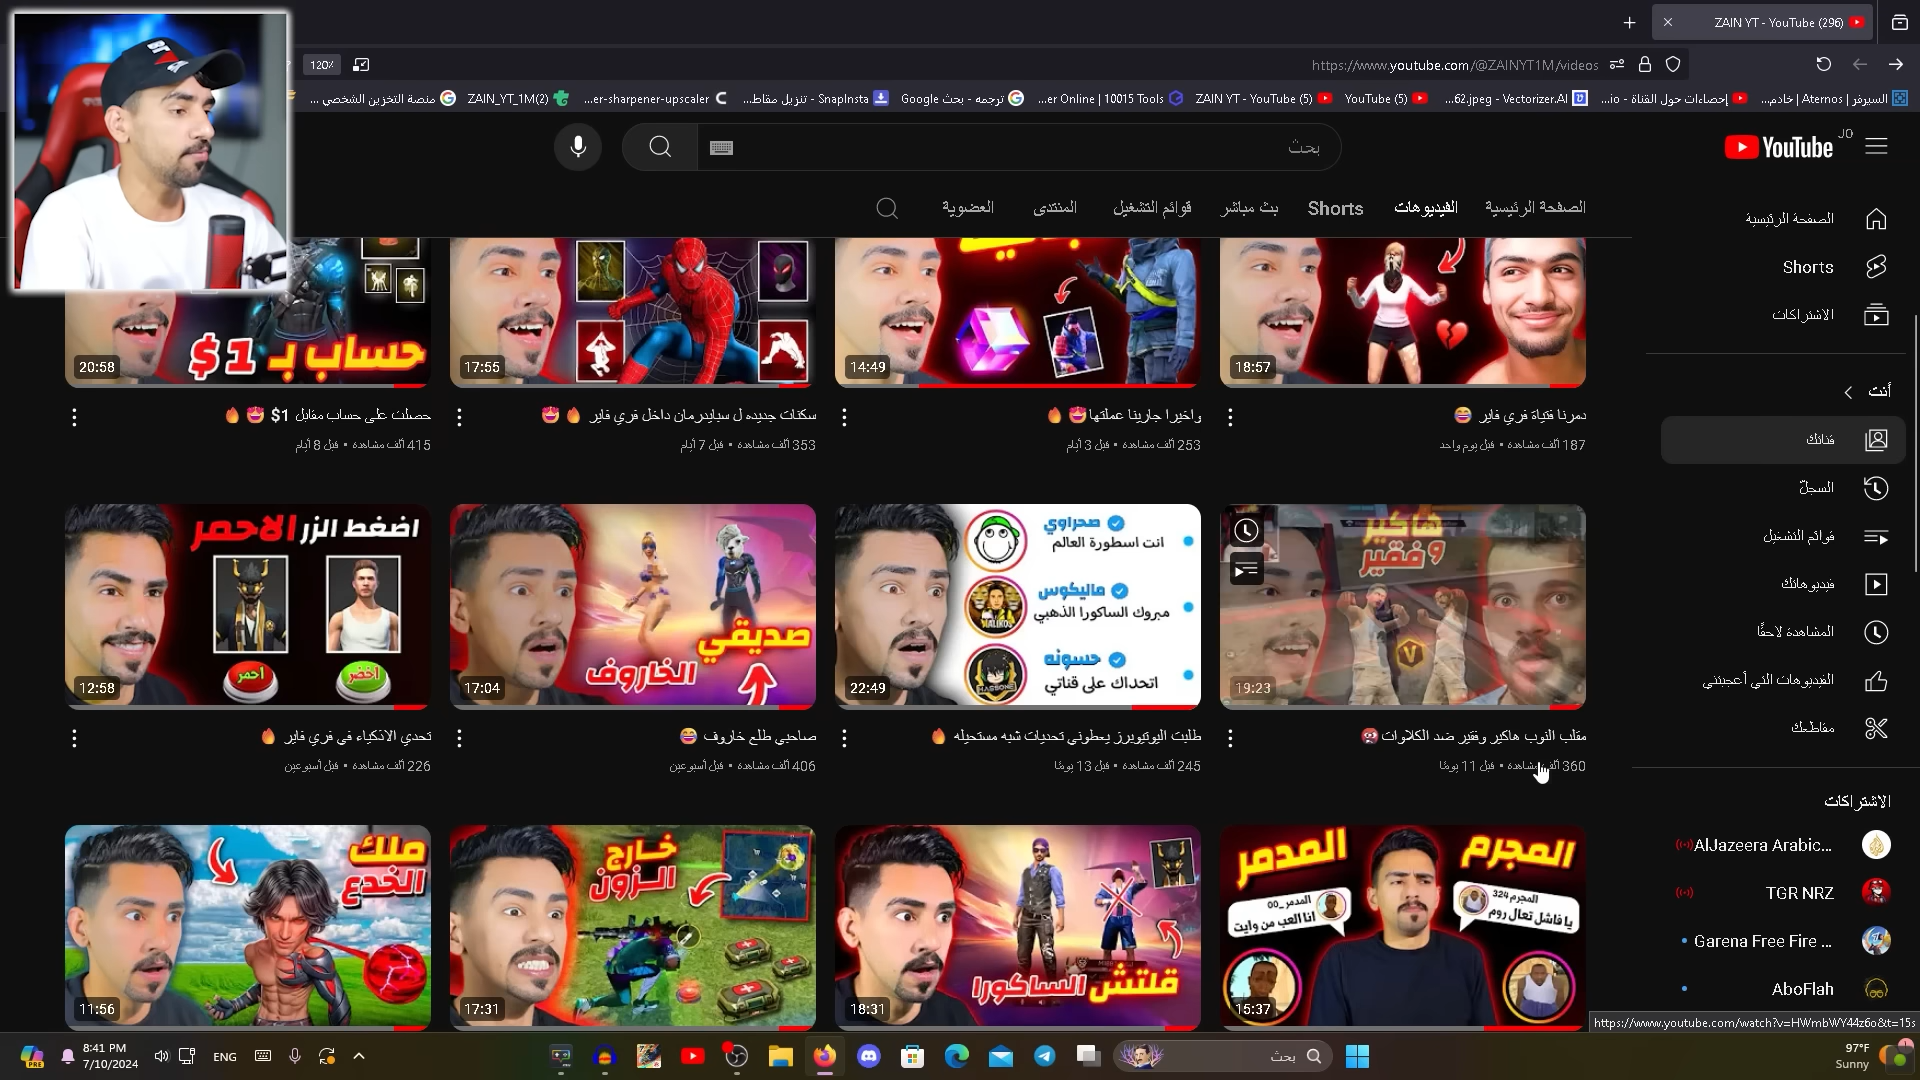 ZAIN YT - YouTube (296)
120%
https://www.youtube.com/@ZAINYT1M/videos
السيرفر | Aternos | خادم...
إحصاءات حول القناة - io...
62.jpeg - Vectorizer.AI...
YouTube (5)
ZAIN YT - YouTube (5)
er Online | 10015 Tools...
ترجمه - بحث Google
SnapInsta - تنزيل مقاط...
er-sharpener-upscaler...
ZAIN_YT_1M(2)
منصة التخزين الشخصي ...
YouTube JO
بحث
الصفحة الرئيسية
الفيديوهات
Shorts
بث مباشر
قوائم التشغيل
المنتدى
العضوية
18:57
14:49
17:55
حساب ب 1$
20:58
دمرنا فتياة فري فاير
187 ألف مشاهدة • قبل يوم واحد
واخيرا جارينا عملتها
253 ألف مشاهدة • قبل 3 أيام
سكنات جديده ل سبايدرمان داخل فري فاير
353 ألف مشاهدة • قبل 7 أيام
حصلت على حساب مقابل 1$
415 ألف مشاهدة • قبل 8 أيام
هاكير
وفقير
V
19:23
صحراوي
انت اسطورة العالم
ماليكوس
مبروك الساكورا الذهبي
حسونه
اتحداك على قناتي
MALIKOS
HASSONE
22:49
صديقي
الخاروف
17:04
اضغط الزر الاحمر
اخضر
احمر
12:58
مقلب النوب هاكير وفقير ضد الكلاوات
360 ألف مشاهدة • قبل 11 يومًا
طلبت اليوتيوبرز يعطوني تحديات شبه مستحيله
245 ألف مشاهدة • قبل 13 يومًا
صاحبي طلع خاروف
406 ألف مشاهدة • قبل أسبوعين
تحدي الاذكياء في فري فاير
226 ألف مشاهدة • قبل أسبوعين
المجرم
المدمر
المجرم 324
يا فاشل تعال روم
المدمر_00
انا العب من وايت
15:37
قلتش الساكورا
18:31
خارج
الزون
17:31
ملك
الخدع
11:56
الصفحة الرئيسية
Shorts
الاشتراكات
أنت
قناتك
السجلّ
قوائم التشغيل
فيديوهاتك
المشاهدة لاحقًا
الفيديوهات التي أعجبتني
مقاطعك
الاشتراكات
AlJazeera Arabic...
TGR NRZ
Garena Free Fire ...
AboFlah
https://www.youtube.com/watch?v=HWmbWY44z6o&t=15s
8:41 PM
7/10/2024
ENG
بحث
97°F
Sunny
PRE